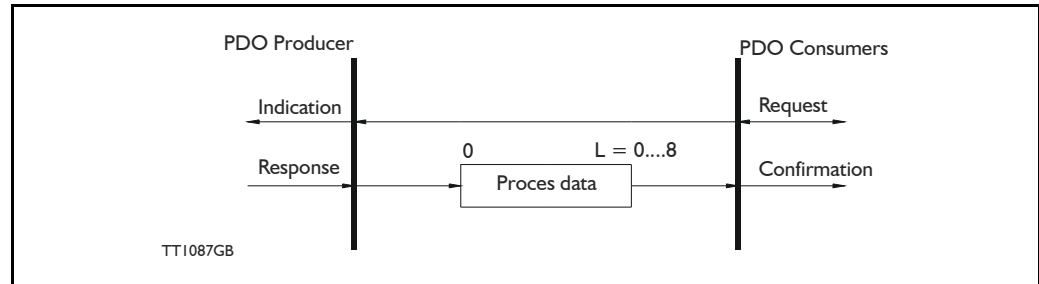 PDO Producer
PDO Consumers
Indication
Request
0
L = 0....8
Response
Proces data
Confirmation
TT1087GB